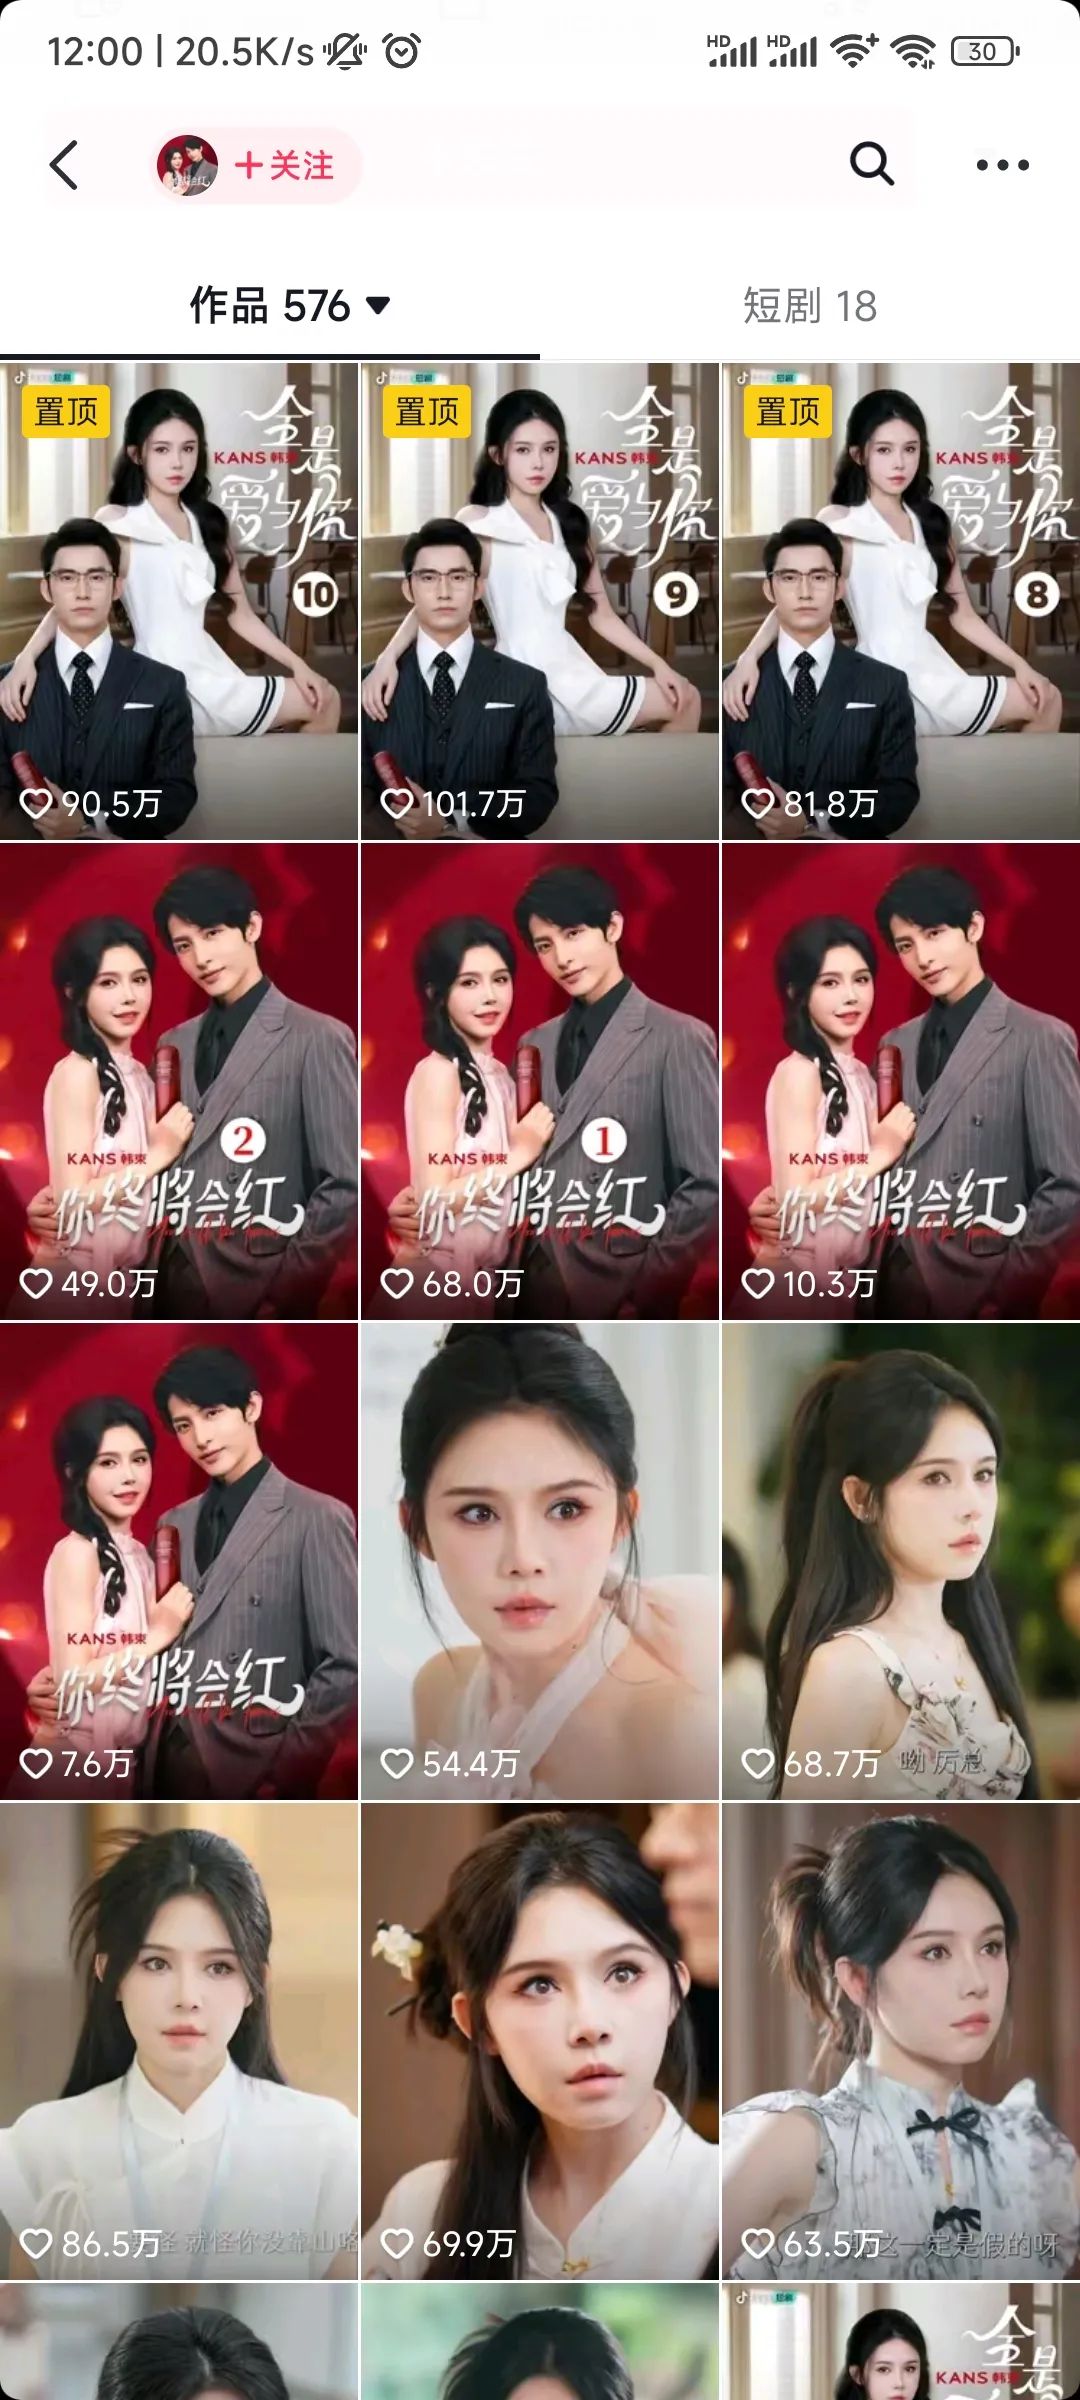 12:00 | 20.5K/s
HD HD 30
+关注
作品 576
短剧 18
置顶
全是爱与你
KANS 韩束
10
90.5万
置顶
全是爱与你
KANS 韩束
9
101.7万
置顶
全是爱与你
KANS 韩束
8
81.8万
KANS 韩束
2
你终将会红
49.0万
KANS 韩束
1
你终将会红
68.0万
KANS 韩束
你终将会红
10.3万
KANS 韩束
你终将会红
7.6万
54.4万
68.7万
呦 厉总
86.5万
怪 就怪你没靠山咯
69.9万
63.5万
这一定是假的呀
全是
KANS 韩